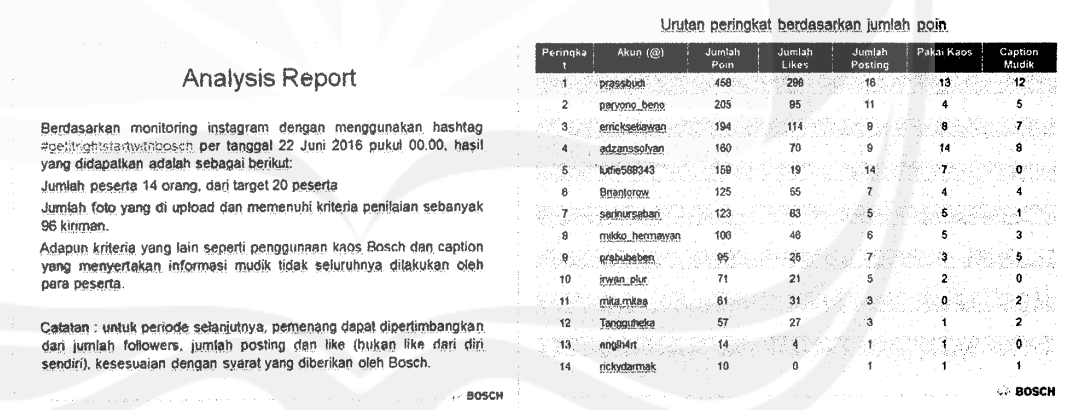 Analysis Report
Berdasarkan monitoring instagram dengan menggunakan hashtag
#getitrightstartwithbosch per tanggal 22 Juni 2016 pukul 00.00, hasil
yang didapatkan adalah sebagai berikut:
Jumlah peserta 14 orang, dari target 20 peserta
Jumlah foto yang di upload dan memenuhi kriteria penilaian sebanyak
96 kiriman.
Adapun kriteria yang lain seperti penggunaan kaos Bosch dan caption
yang menyertakan informasi mudik tidak seluruhnya dilakukan oleh
para peserta.
Catatan : untuk periode selanjutnya, pemenang dapat dipertimbangkan
dari jumlah followers, jumlah posting dan like (bukan like dari diri
sendiri), kesesuaian dengan syarat yang diberikan oleh Bosch.
BOSCH
Urutan peringkat berdasarkan jumlah poin
Peringkat Akun (@) Jumlah Poin Jumlah Likes Jumlah Posting Pakai Kaos Caption Mudik
1 prassbudi 298 16 13 12
2 paryono_beno 205 95 11 4 5
3 erricksetiawan 194 114 9 8 7
4 adzanssofyan 160 70 9 14 8
5 159 19 14 7 0
6 Briantorow 125 55 7 4 4
7 sarinursabari 123 63 5 5 1
8 mikko_hermawan 106 46 6 5 3
9 prabubeben 95 26 7 3 5
10 irwan_plur 71 21 5 2 0
11 mita.mitaa 61 31 3 0 2
12 Tangguheka 57 27 3 1 2
13 anglh4rt 14 4 1 1 0
14 rickydarmak 10 0 1 1 1
BOSCH